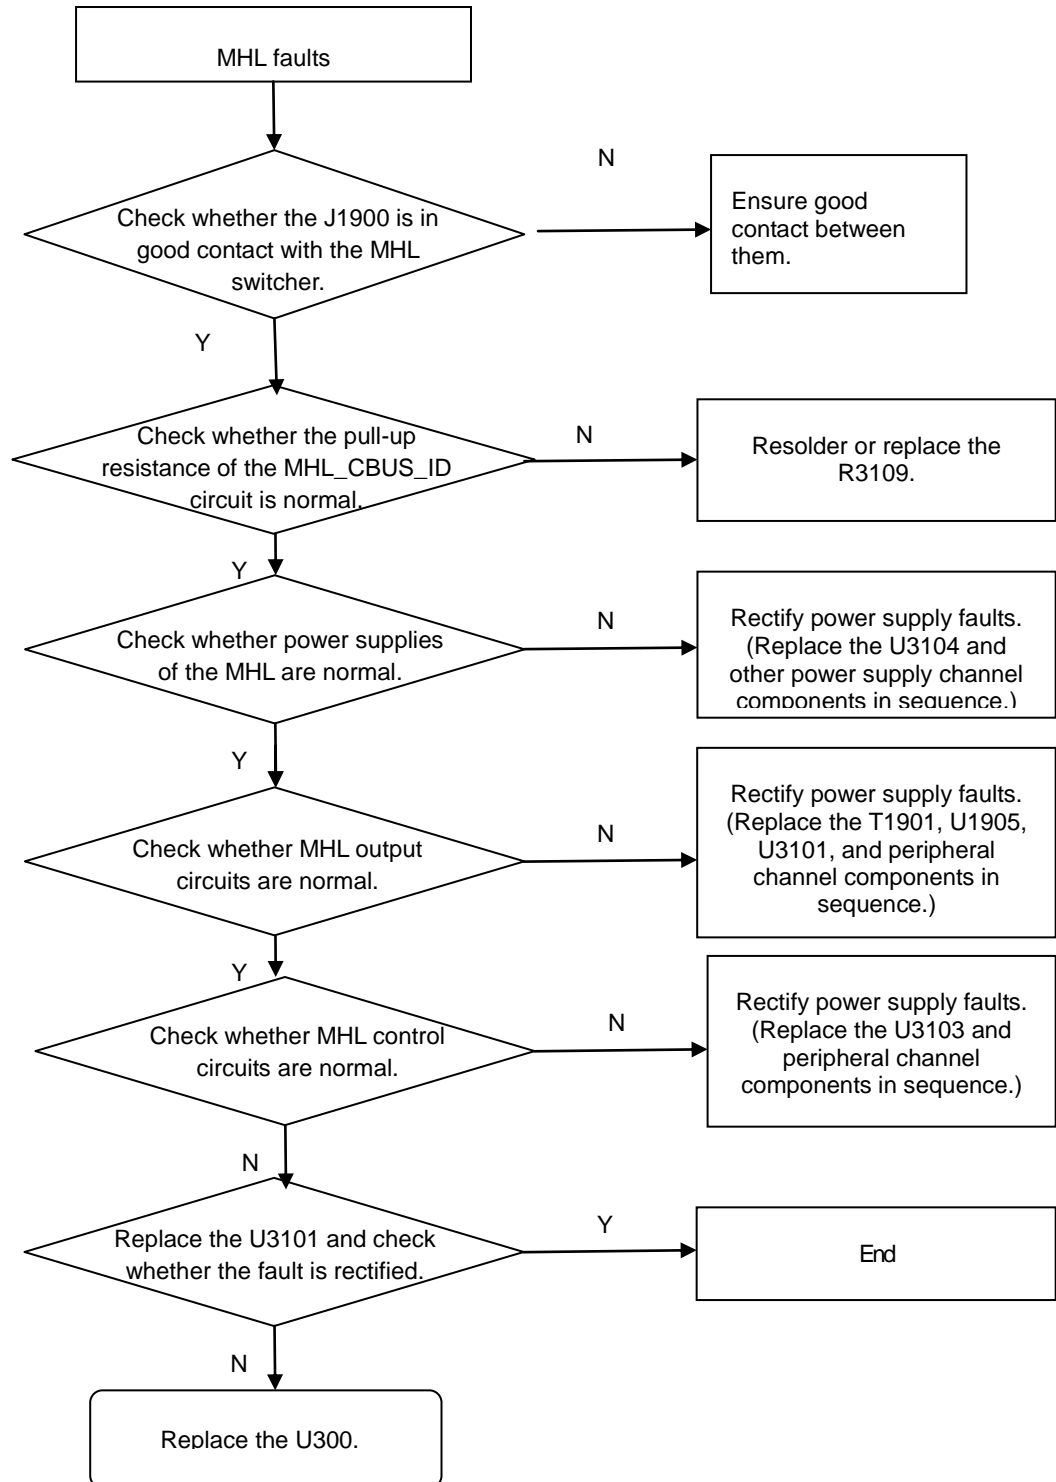 MHL faults
N
Check whether the J1900 is in
good contact with the MHL
switcher.
Ensure good
contact between
them.
Y
Check whether the pull-up
resistance of the MHL_CBUS_ID
circuit is normal.
N
Resolder or replace the
R3109.
Y
Check whether power supplies
of the MHL are normal.
N
Rectify power supply faults.
(Replace the U3104 and
other power supply channel
components in sequence.)
Y
Check whether MHL output
circuits are normal.
N
Rectify power supply faults.
(Replace the T1901, U1905,
U3101, and peripheral
channel components in
sequence.)
Y
Check whether MHL control
circuits are normal.
N
Rectify power supply faults.
(Replace the U3103 and
peripheral channel
components in sequence.)
N
Replace the U3101 and check
whether the fault is rectified.
Y
End
N
Replace the U300.